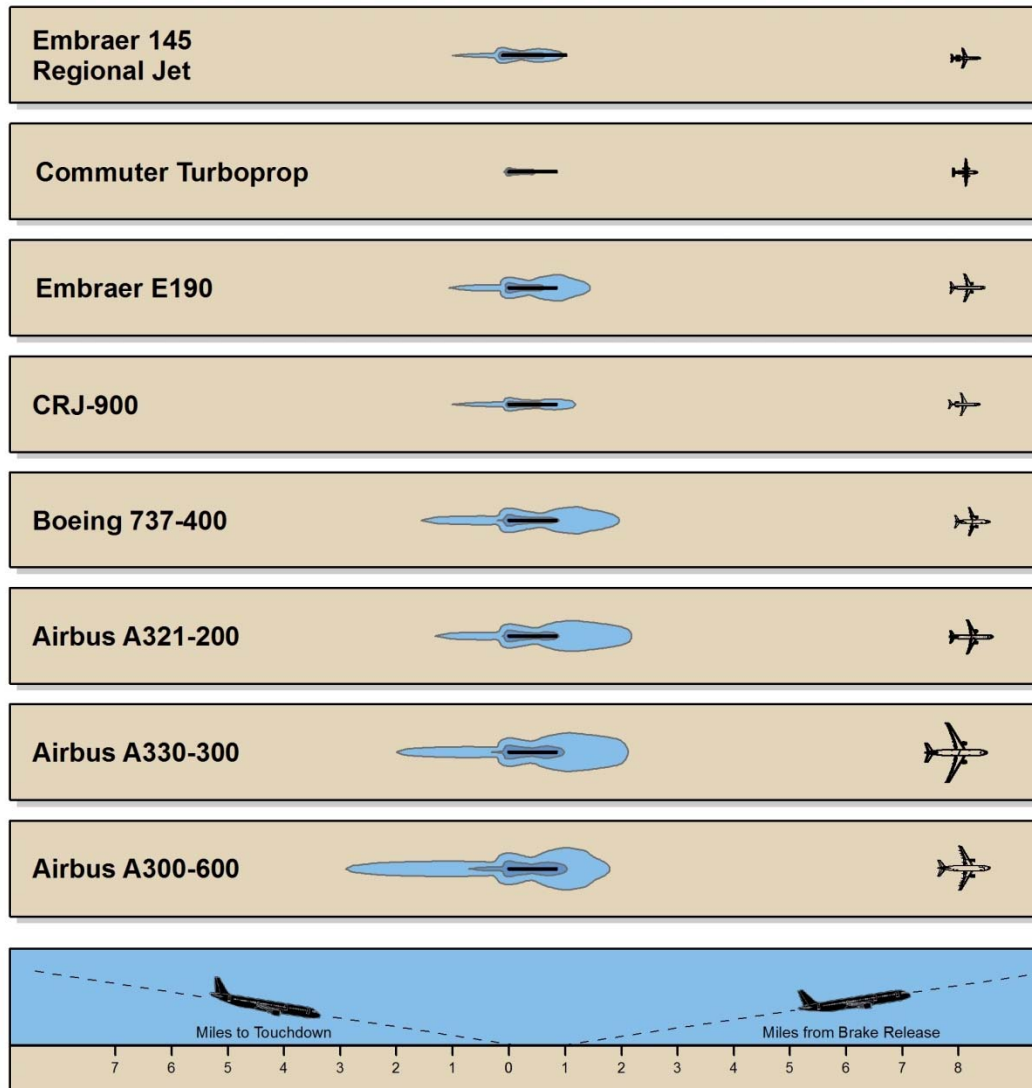 Embraer 145
Regional Jet
Commuter Turboprop
Embraer E190
CRJ-900
Boeing 737-400
Airbus A321-200
Airbus A330-300
Airbus A300-600
Miles to Touchdown
Miles from Brake Release
7 6 5 4 3 2 1 0 1 2 3 4 5 6 7 8